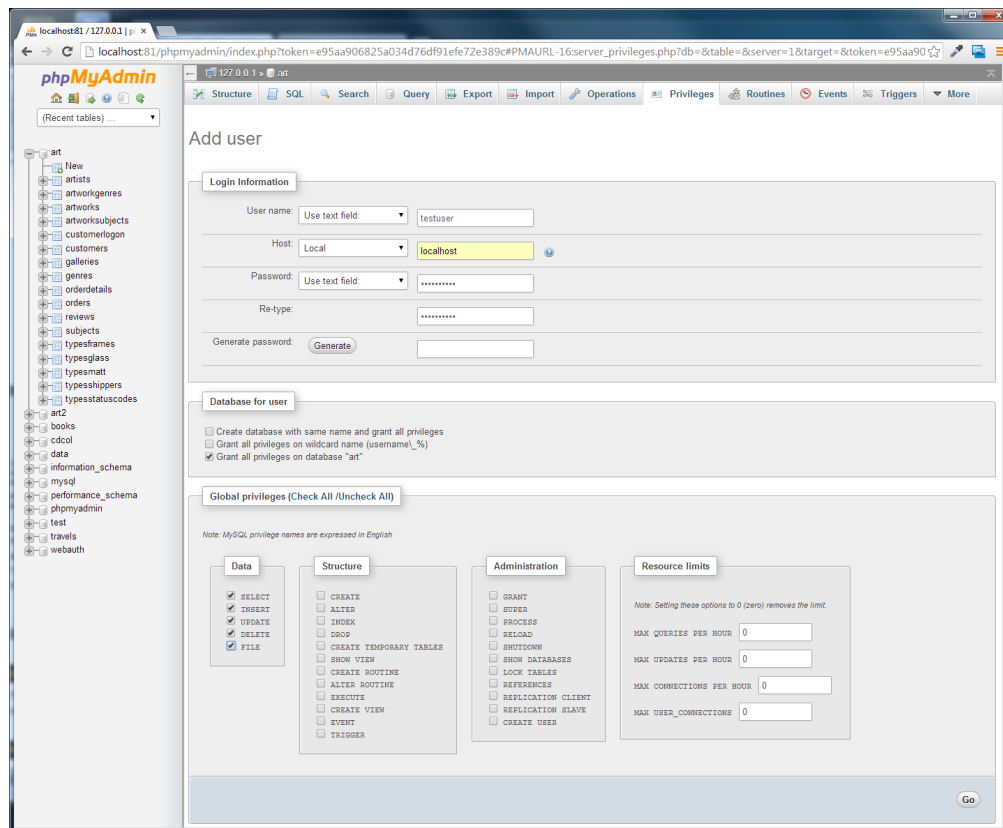 localhost:81 / 127.0.0.1 | pl
localhost:81/phpmyadmin/index.php?token=e95aa906825a034d76df91efe72e389c#PMAURL-16:server_privileges.php?db=&table=&server=1&target=&token=e95aa90
phpMyAdmin
(Recent tables) ...
art
New
artists
artworkgenres
artworks
artworksubjects
customerlogon
customers
galleries
genres
orderdetails
orders
reviews
subjects
typesframes
typesglass
typesmatt
typesshippers
typesstatuscodes
art2
books
cdcol
data
information_schema
mysql
performance_schema
phpmyadmin
test
travels
webauth
127.0.0.1 » art
Structure SQL Search Query Export Import Operations Privileges Routines Events Triggers More
Add user
Login Information
User name: Use text field: testuser
Host: Local localhost
Password: Use text field: ••••••••••
Re-type: ••••••••••
Generate password: Generate
Database for user
Create database with same name and grant all privileges
Grant all privileges on wildcard name (username\_%)
Grant all privileges on database "art"
Global privileges (Check All /Uncheck All)
Note: MySQL privilege names are expressed in English
Data
SELECT
INSERT
UPDATE
DELETE
FILE
Structure
CREATE
ALTER
INDEX
DROP
CREATE TEMPORARY TABLES
SHOW VIEW
CREATE ROUTINE
ALTER ROUTINE
EXECUTE
CREATE VIEW
EVENT
TRIGGER
Administration
GRANT
SUPER
PROCESS
RELOAD
SHUTDOWN
SHOW DATABASES
LOCK TABLES
REFERENCES
REPLICATION CLIENT
REPLICATION SLAVE
CREATE USER
Resource limits
Note: Setting these options to 0 (zero) removes the limit.
MAX QUERIES PER HOUR 0
MAX UPDATES PER HOUR 0
MAX CONNECTIONS PER HOUR 0
MAX USER_CONNECTIONS 0
Go